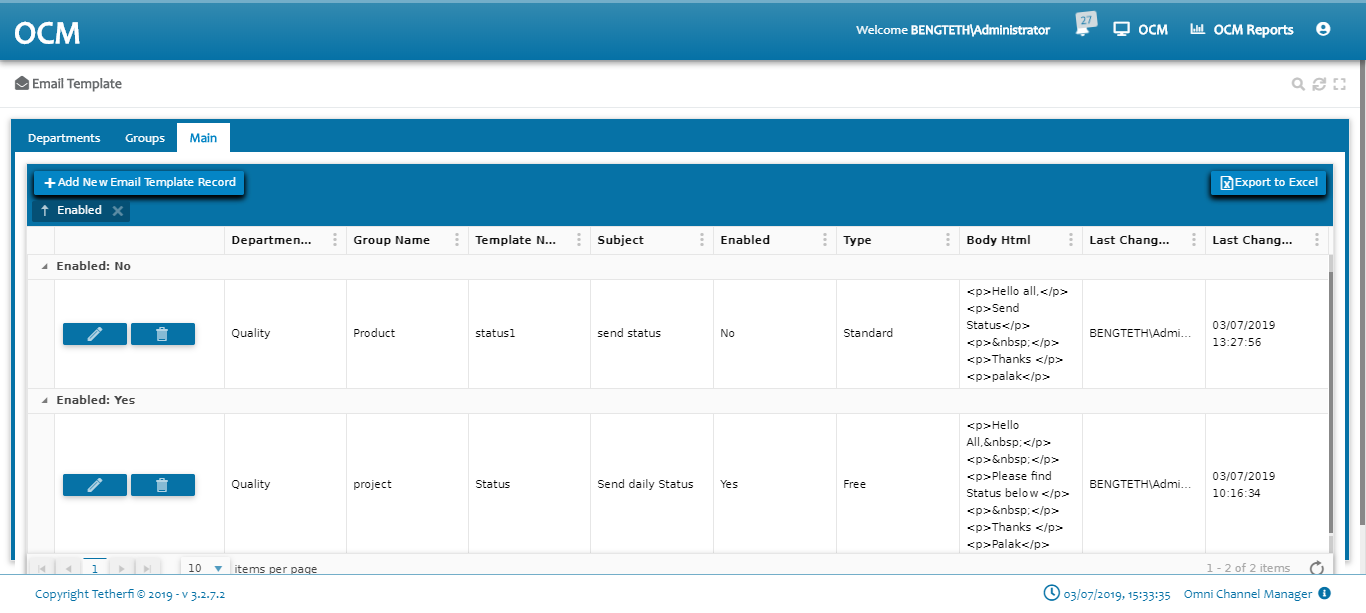 OCM
Welcome BENGTETH\Administrator
27
OCM
OCM Reports
Email Template
Departments
Groups
Main
Add New Email Template Record
Export to Excel
Enabled
Departmen...
Group Name
Template N...
Subject
Enabled
Type
Body Html
Last Chang...
Last Chang...
Enabled: No
Quality
Product
status1
send status
No
Standard
<p>Hello all,</p>
<p>Send
Status</p>
<p>&nbsp;</p>
<p>Thanks </p>
<p>palak</p>
BENGTETH\Admi...
03/07/2019
13:27:56
Enabled: Yes
Quality
project
Status
Send daily Status
Yes
Free
<p>Hello
All,&nbsp;</p>
<p>&nbsp;</p>
<p>Please find
Status below </p>
<p>&nbsp;</p>
<p>Thanks </p>
<p>Palak</p>
BENGTETH\Admi...
03/07/2019
10:16:34
1
10
items per page
1 - 2 of 2 items
Copyright Tetherfi © 2019 - v 3.2.7.2
03/07/2019, 15:33:35
Omni Channel Manager